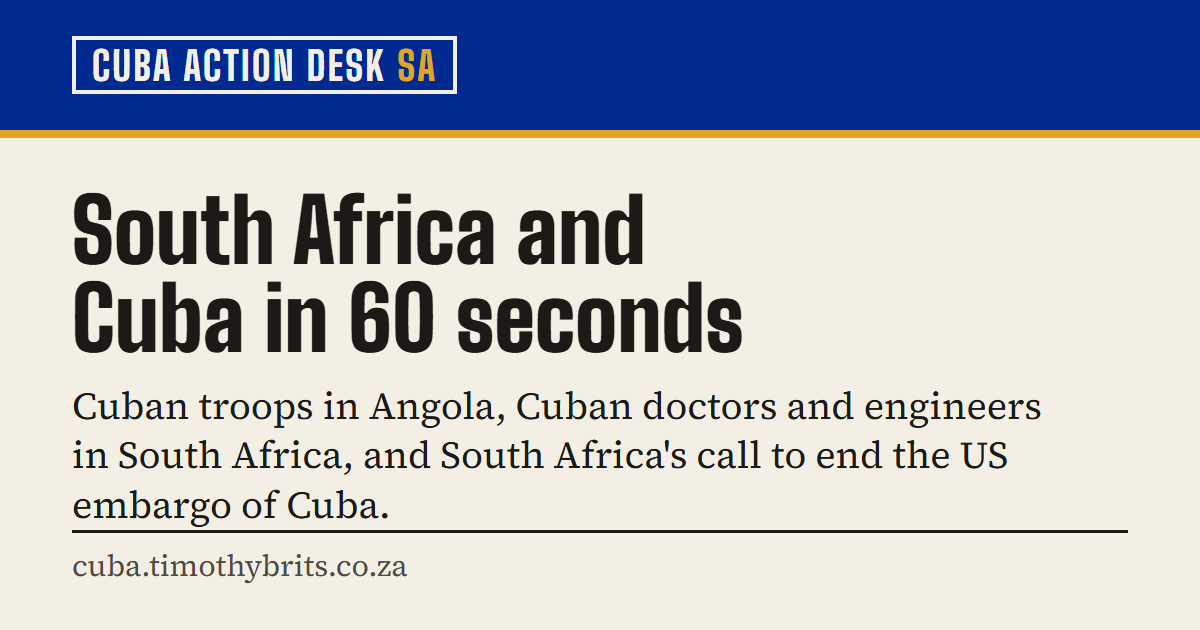 CUBA ACTION DESK SA
South Africa and
Cuba in 60 seconds
Cuban troops in Angola, Cuban doctors and engineers
in South Africa, and South Africa's call to end the US
embargo of Cuba.
cuba.timothybrits.co.za